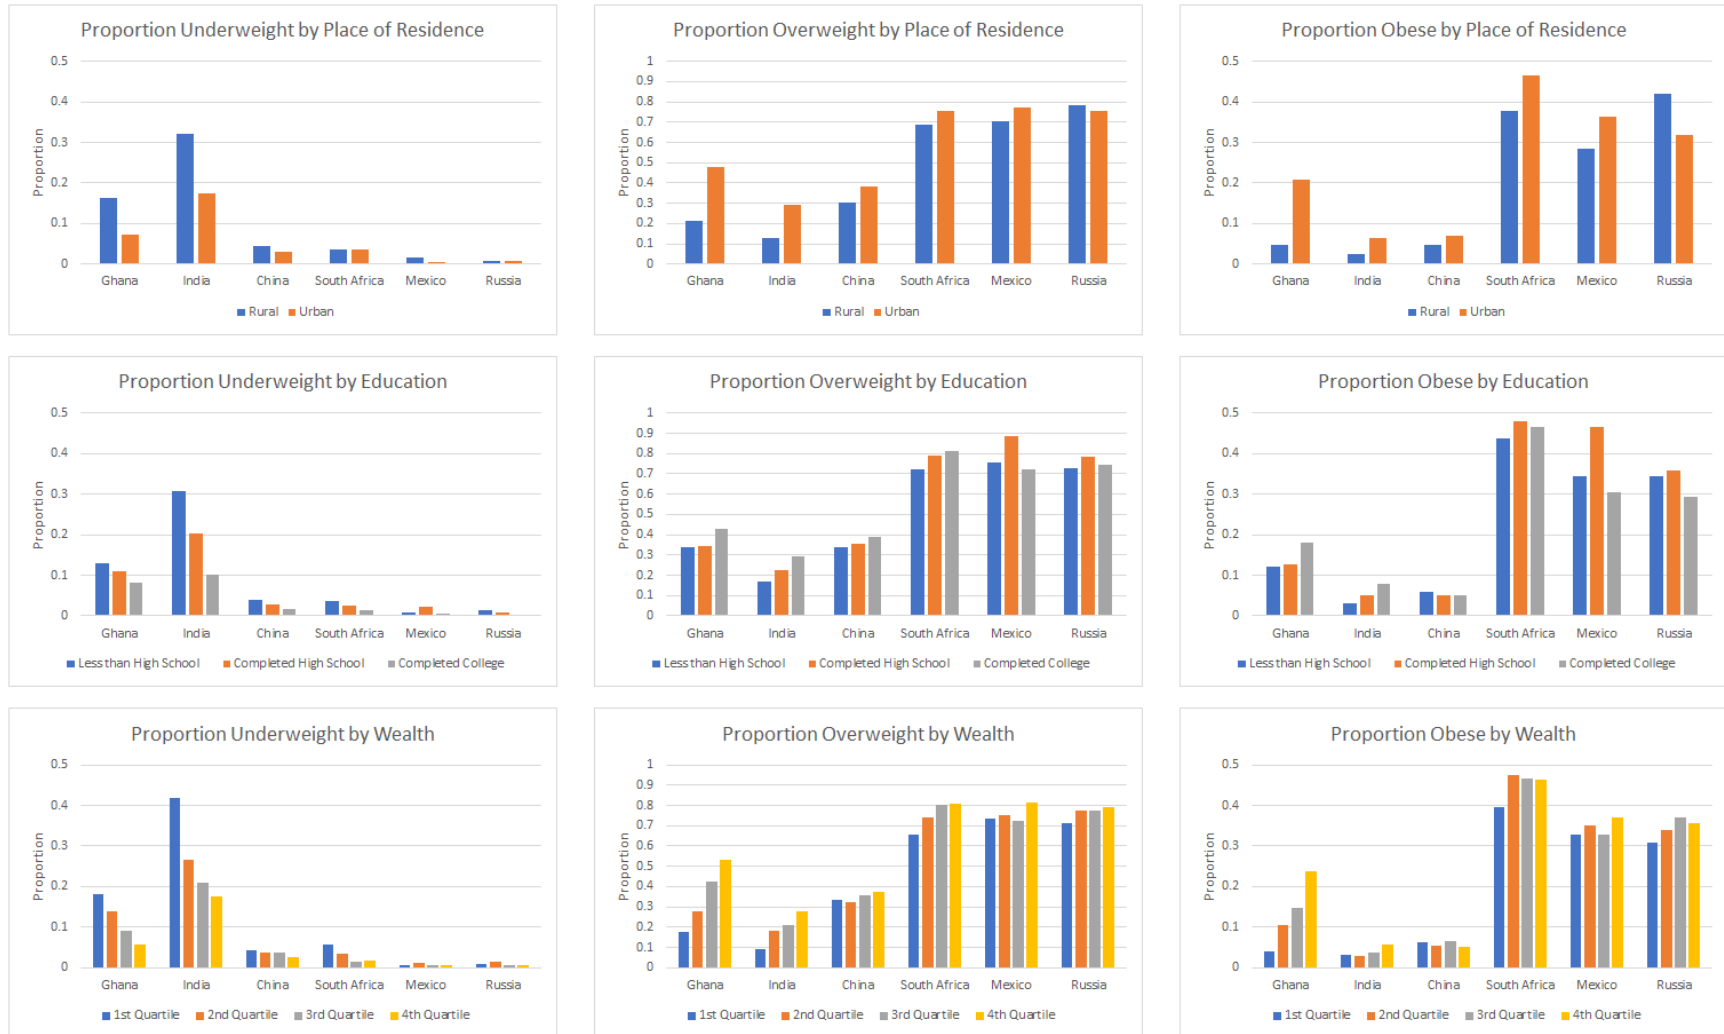 Proportion Underweight by Place of Residence
0.5
0.4
0.3
0.2
0.1
0
Proportion
Ghana India China South Africa Mexico Russia
Rural Urban
Proportion Overweight by Place of Residence
1
0.9
0.8
0.7
0.6
0.5
0.4
0.3
0.2
0.1
0
Proportion
Ghana India China South Africa Mexico Russia
Rural Urban
Proportion Obese by Place of Residence
0.5
0.4
0.3
0.2
0.1
0
Proportion
Ghana India China South Africa Mexico Russia
Rural Urban
Proportion Underweight by Education
0.5
0.4
0.3
0.2
0.1
0
Proportion
Ghana India China South Africa Mexico Russia
Less than High School Completed High School Completed College
Proportion Overweight by Education
1
0.9
0.8
0.7
0.6
0.5
0.4
0.3
0.2
0.1
0
Proportion
Ghana India China South Africa Mexico Russia
Less than High School Completed High School Completed College
Proportion Obese by Education
0.5
0.4
0.3
0.2
0.1
0
Proportion
Ghana India China South Africa Mexico Russia
Less than High School Completed High School Completed College
Proportion Underweight by Wealth
0.5
0.4
0.3
0.2
0.1
0
Proportion
Ghana India China South Africa Mexico Russia
1st Quartile 2nd Quartile 3rd Quartile 4th Quartile
Proportion Overweight by Wealth
1
0.9
0.8
0.7
0.6
0.5
0.4
0.3
0.2
0.1
0
Proportion
Ghana India China South Africa Mexico Russia
1st Quartile 2nd Quartile 3rd Quartile 4th Quartile
Proportion Obese by Wealth
0.5
0.4
0.3
0.2
0.1
0
Proportion
Ghana India China South Africa Mexico Russia
1st Quartile 2nd Quartile 3rd Quartile 4th Quartile